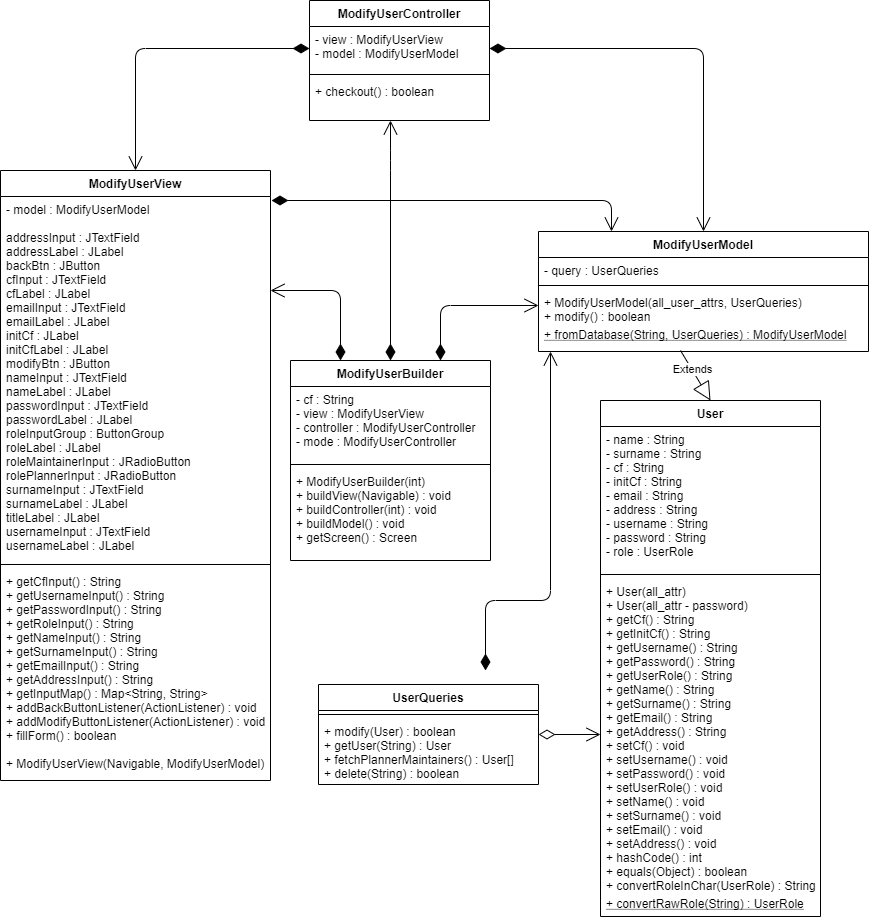 ModifyUserController
- view : ModifyUserView
- model : ModifyUserModel
+ checkout() : boolean
ModifyUserView
- model : ModifyUserModel
addressInput : JTextField
addressLabel : JLabel
backBtn : JButton
cfInput : JTextField
cfLabel : JLabel
emailInput : JTextField
emailLabel : JLabel
initCf : JLabel
initCfLabel : JLabel
modifyBtn : JButton
nameInput : JTextField
nameLabel : JLabel
passwordInput : JTextField
passwordLabel : JLabel
roleInputGroup : ButtonGroup
roleLabel : JLabel
roleMaintainerInput : JRadioButton
rolePlannerInput : JRadioButton
surnameInput : JTextField
surnameLabel : JLabel
titleLabel : JLabel
usernameInput : JTextField
usernameLabel : JLabel
+ getCfInput() : String
+ getUsernameInput() : String
+ getPasswordInput() : String
+ getRoleInput() : String
+ getNameInput() : String
+ getSurnameInput() : String
+ getEmailInput() : String
+ getAddressInput() : String
+ getInputMap() : Map<String, String>
+ addBackButtonListener(ActionListener) : void
+ addModifyButtonListener(ActionListener) : void
+ fillForm() : boolean
+ ModifyUserView(Navigable, ModifyUserModel)
ModifyUserModel
- query : UserQueries
+ ModifyUserModel(all_user_attrs, UserQueries)
+ modify() : boolean
+ fromDatabase(String, UserQueries) : ModifyUserModel
Extends
ModifyUserBuilder
- cf : String
- view : ModifyUserView
- controller : ModifyUserController
- mode : ModifyUserController
+ ModifyUserBuilder(int)
+ buildView(Navigable) : void
+ buildController(int) : void
+ buildModel() : void
+ getScreen() : Screen
User
- name : String
- surname : String
- cf : String
- initCf : String
- email : String
- address : String
- username : String
- password : String
- role : UserRole
+ User(all_attr)
+ User(all_attr - password)
+ getCf() : String
+ getInitCf() : String
+ getUsername() : String
+ getPassword() : String
+ getUserRole() : String
+ getName() : String
+ getSurname() : String
+ getEmail() : String
+ getAddress() : String
+ setCf() : void
+ setUsername() : void
+ setPassword() : void
+ setUserRole() : void
+ setName() : void
+ setSurname() : void
+ setEmail() : void
+ setAddress() : void
+ hashCode() : int
+ equals(Object) : boolean
+ convertRoleInChar(UserRole) : String
+ convertRawRole(String) : UserRole
UserQueries
+ modify(User) : boolean
+ getUser(String) : User
+ fetchPlannerMaintainers() : User[]
+ delete(String) : boolean